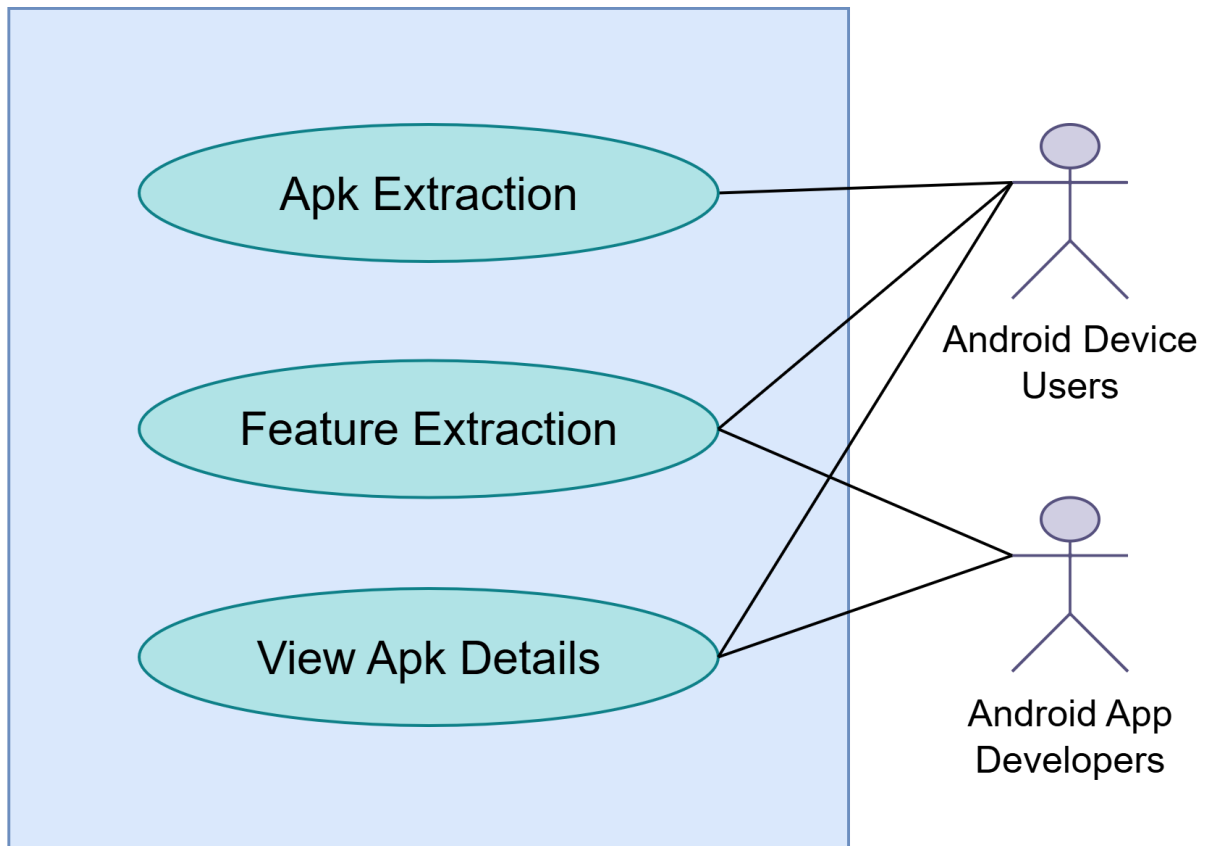 Apk Extraction
Feature Extraction
View Apk Details
Android Device
Users
Android App
Developers